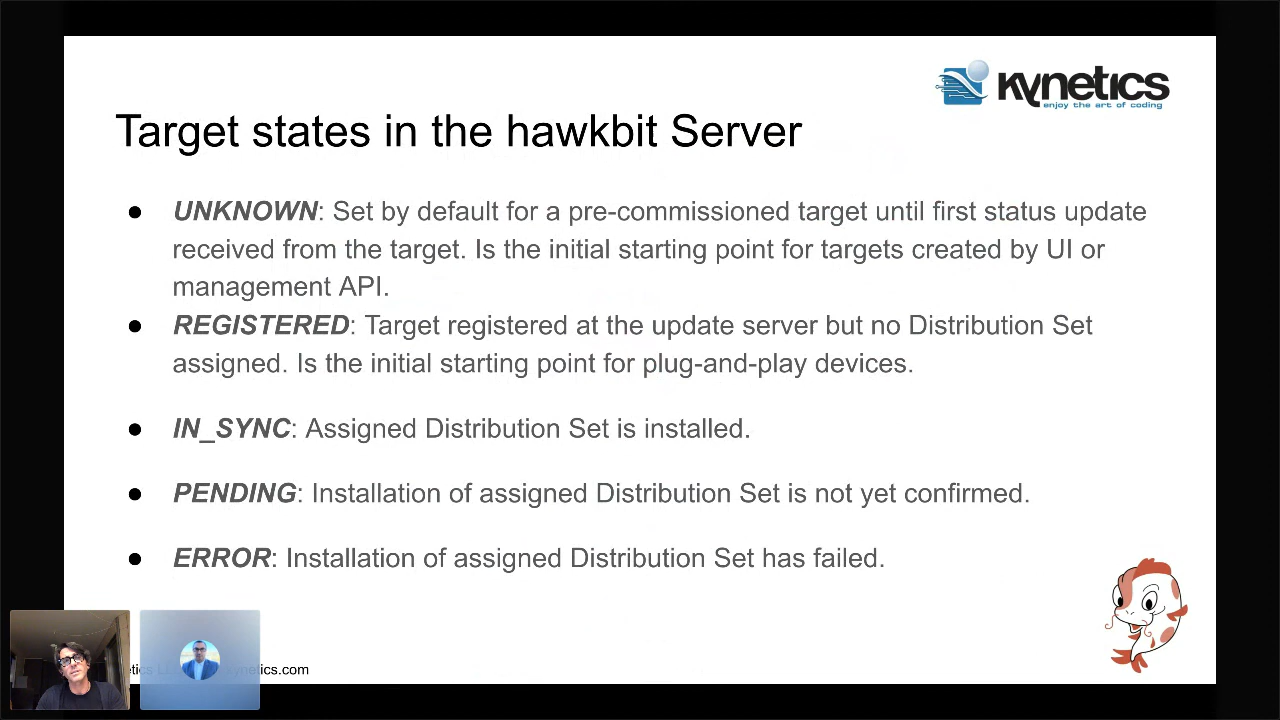 Kynetics
enjoy the art of coding
Target states in the hawkbit Server
● UNKNOWN: Set by default for a pre-commissioned target until first status update
received from the target. Is the initial starting point for targets created by UI or
management API.
● REGISTERED: Target registered at the update server but no Distribution Set
assigned. Is the initial starting point for plug-and-play devices.
● IN_SYNC: Assigned Distribution Set is installed.
● PENDING: Installation of assigned Distribution Set is not yet confirmed.
● ERROR: Installation of assigned Distribution Set has failed.
kynetics.com